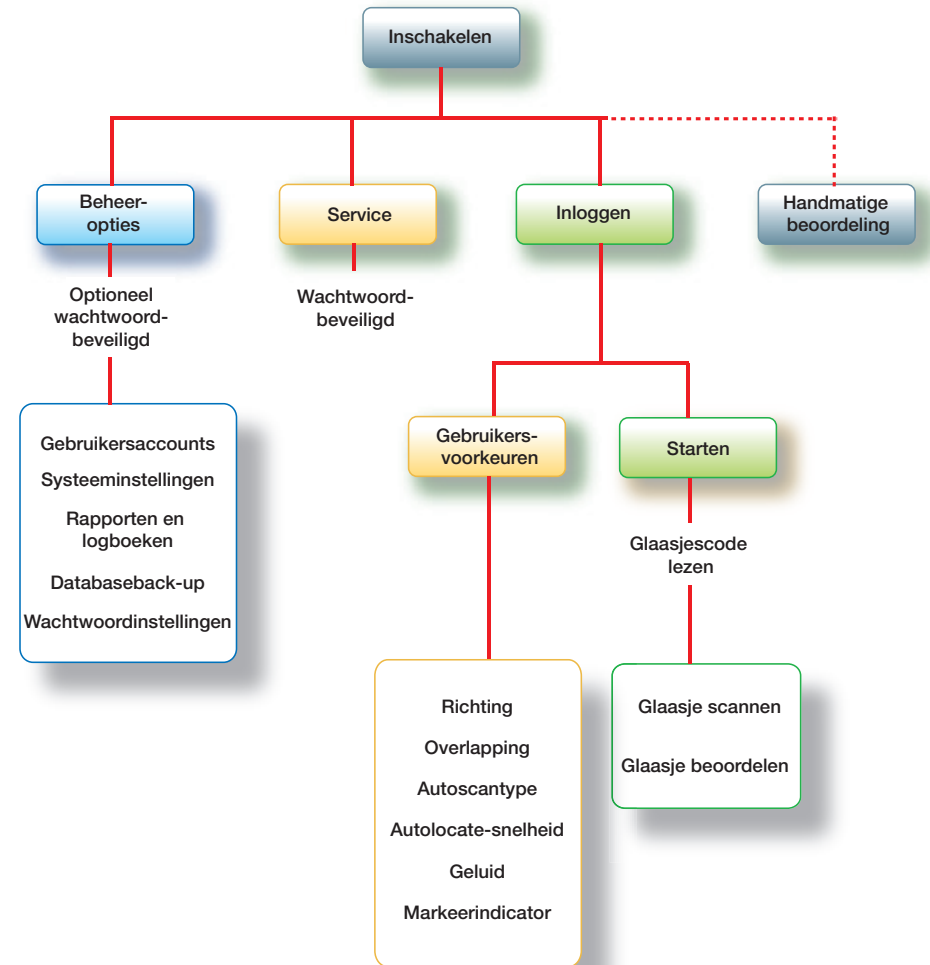 Inschakelen
Beheer-
opties
Service
Inloggen
Handmatige
beoordeling
Optioneel
wachtwoord-
beveiligd
Wachtwoord-
beveiligd
Gebruikersaccounts
Systeeminstellingen
Rapporten en
logboeken
Databaseback-up
Wachtwoordinstellingen
Gebruikers-
voorkeuren
Starten
Glaasjescode
lezen
Richting
Overlapping
Autoscantype
Autolocate-snelheid
Geluid
Markeerindicator
Glaasje scannen
Glaasje beoordelen